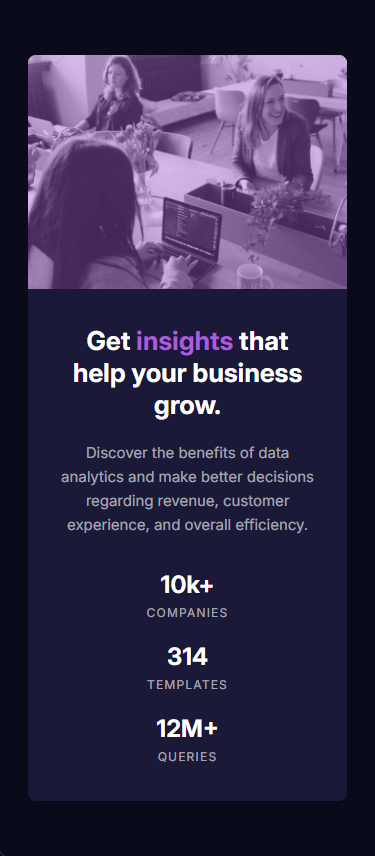 Get insights that
help your business
grow.
Discover the benefits of data
analytics and make better decisions
regarding revenue, customer
experience, and overall efficiency.
10k+
COMPANIES
314
TEMPLATES
12M+
QUERIES